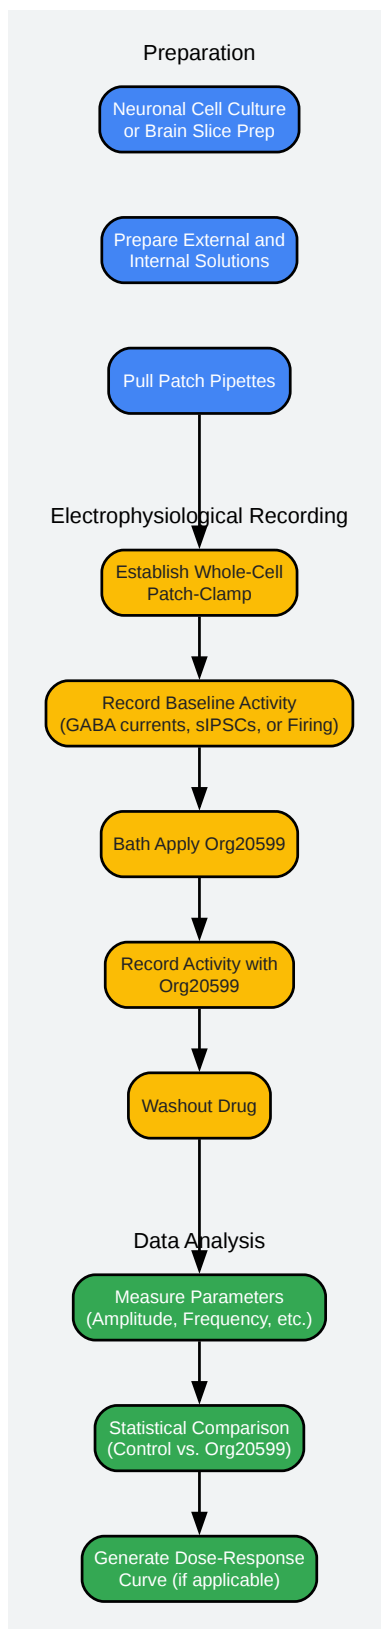 Preparation
Neuronal Cell Culture
or Brain Slice Prep
Prepare External and
Internal Solutions
Pull Patch Pipettes
Electrophysiological Recording
Establish Whole-Cell
Patch-Clamp
Record Baseline Activity
(GABA currents, sIPSCs, or Firing)
Bath Apply Org20599
Record Activity with
Org20599
Washout Drug
Data Analysis
Measure Parameters
(Amplitude, Frequency, etc.)
Statistical Comparison
(Control vs. Org20599)
Generate Dose-Response
Curve (if applicable)